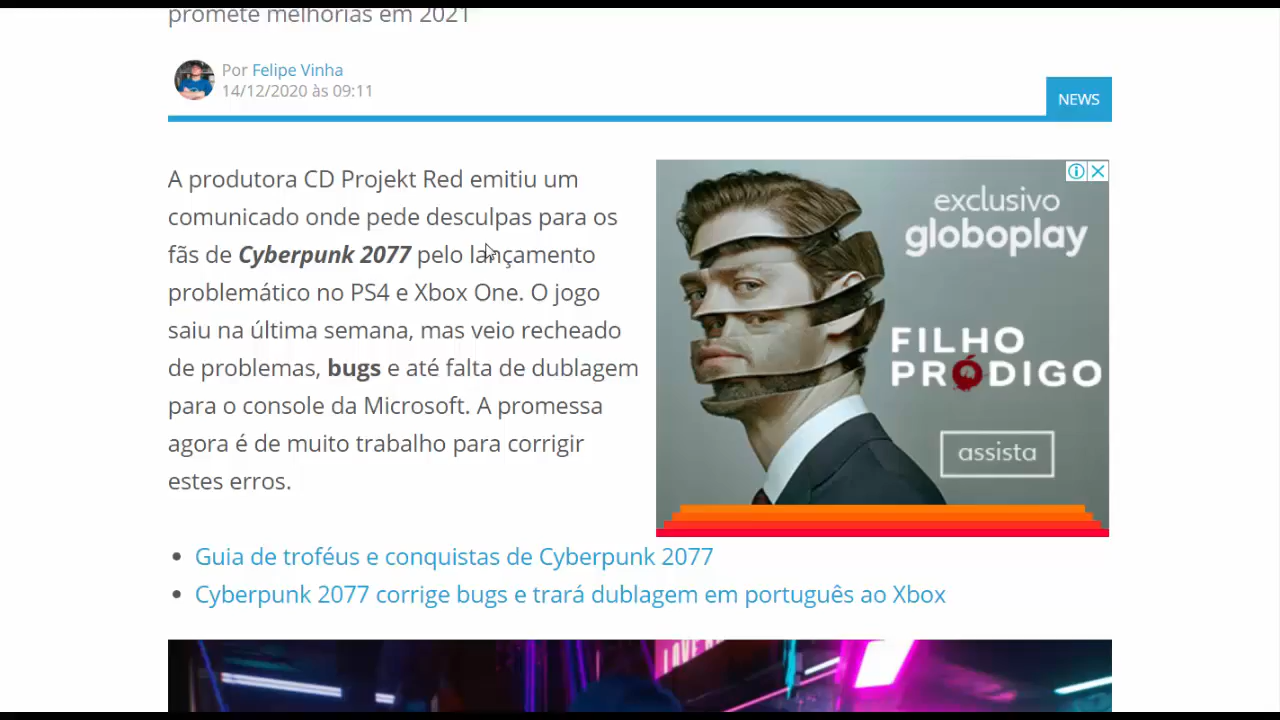 promete melhorias em 2021
Por Felipe Vinha
14/12/2020 às 09:11
NEWS
A produtora CD Projekt Red emitiu um
comunicado onde pede desculpas para os
fãs de Cyberpunk 2077 pelo lançamento
problemático no PS4 e Xbox One. O jogo
saiu na última semana, mas veio recheado
de problemas, bugs e até falta de dublagem
para o console da Microsoft. A promessa
agora é de muito trabalho para corrigir
estes erros.
exclusivo
globoplay
FILHO
PRÓDIGO
assista
• Guia de troféus e conquistas de Cyberpunk 2077
• Cyberpunk 2077 corrige bugs e trará dublagem em português ao Xbox